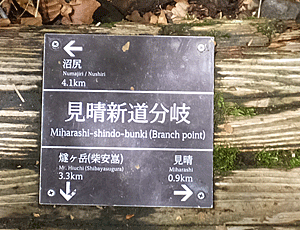 沼尻
Numajiri / Nushiri
4.1km
見晴新道分岐
Miharashi-shindo-bunki (Branch point)
燧ヶ岳(柴安嵓)
Mt. Hiuchi (Shibayasugura)
3.3km
見晴
Miharashi
0.9km